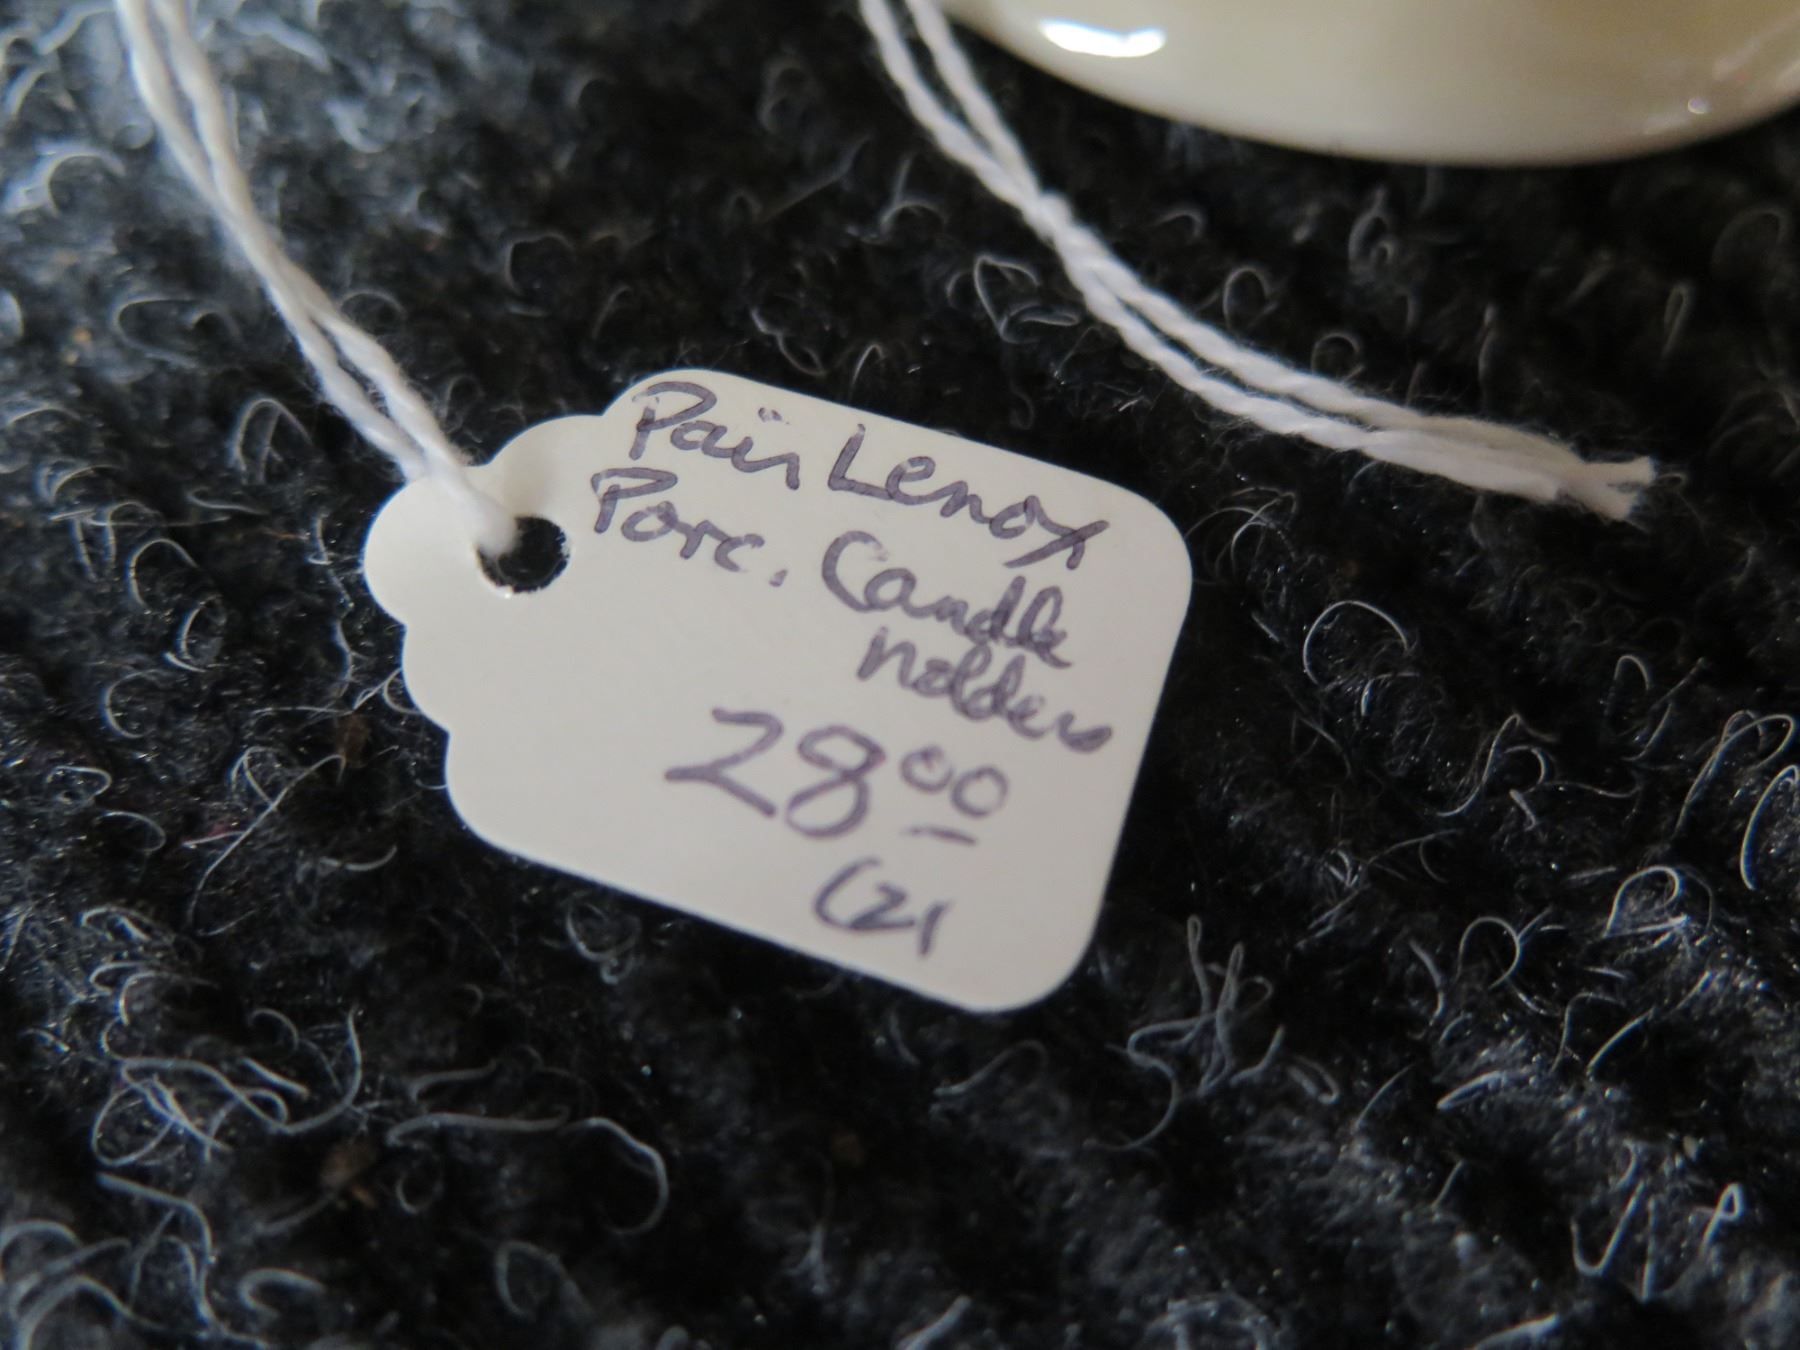 Pair Lenox
Porc. Candle
holders
28 00
(2)